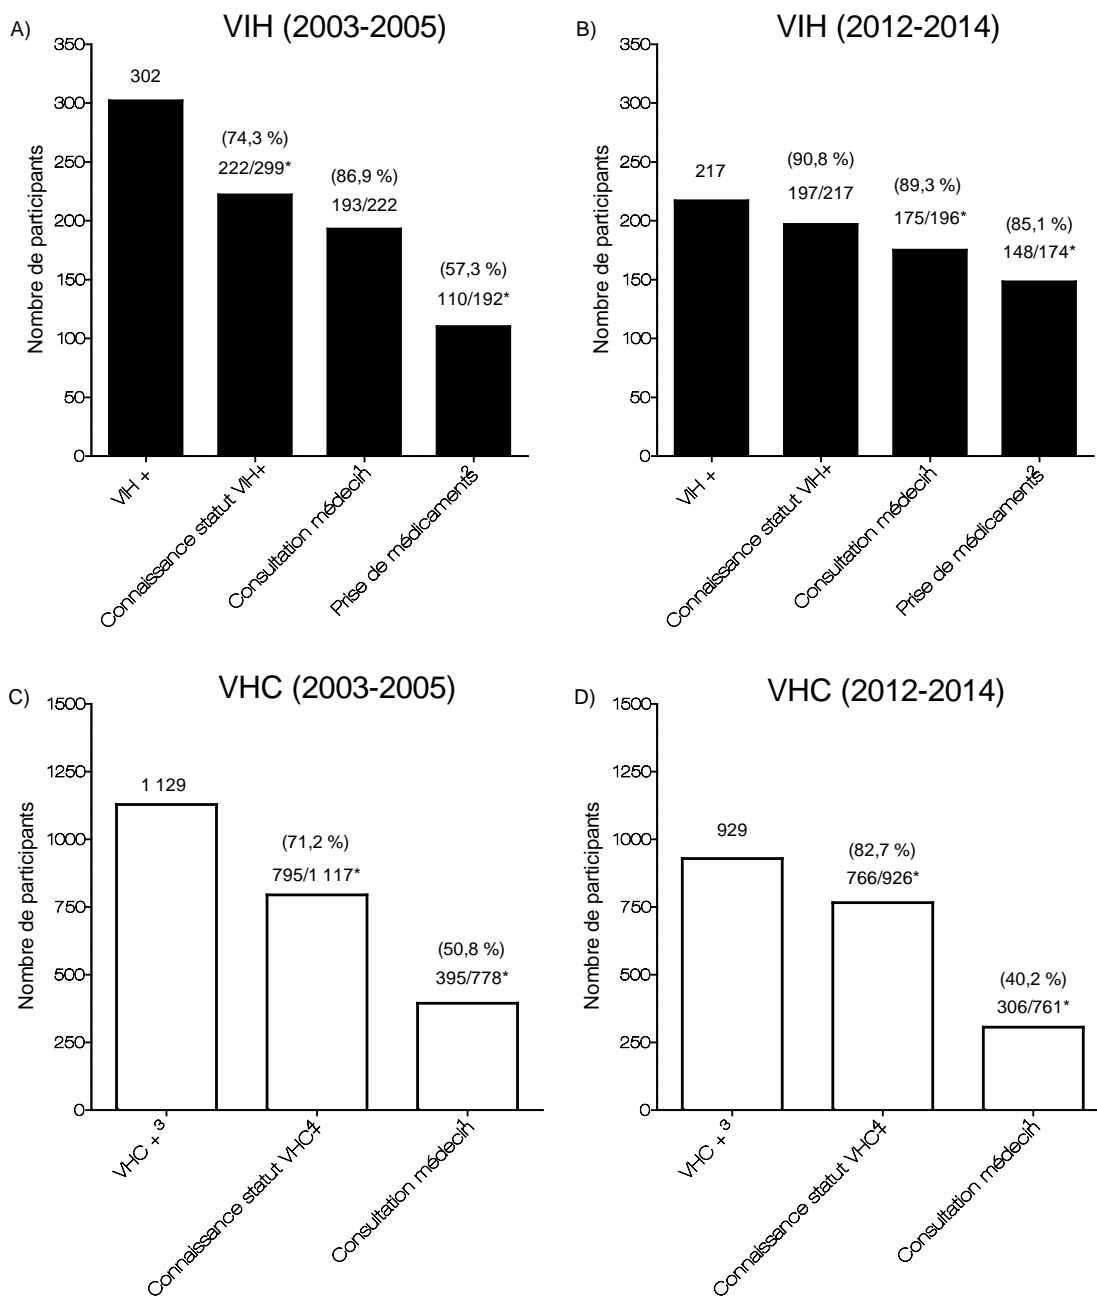 A)
VIH (2003-2005)
Nombre de participants
350
300
250
200
150
100
50
0
302
(74,3 %)
222/299*
(86,9 %)
193/222
(57,3 %)
110/192*
VIH +
Connaissance statut VIH+
Consultation médecin1
Prise de médicaments2
B)
VIH (2012-2014)
Nombre de participants
350
300
250
200
150
100
50
0
217
(90,8 %)
197/217
(89,3 %)
175/196*
(85,1 %)
148/174*
VIH +
Connaissance statut VIH+
Consultation médecin1
Prise de médicaments2
C)
VHC (2003-2005)
Nombre de participants
1500
1250
1000
750
500
250
0
1 129
(71,2 %)
795/1 117*
(50,8 %)
395/778*
VHC + 3
Connaissance statut VHC+4
Consultation médecin1
D)
VHC (2012-2014)
Nombre de participants
1500
1250
1000
750
500
250
0
929
(82,7 %)
766/926*
(40,2 %)
306/761*
VHC + 3
Connaissance statut VHC+4
Consultation médecin1